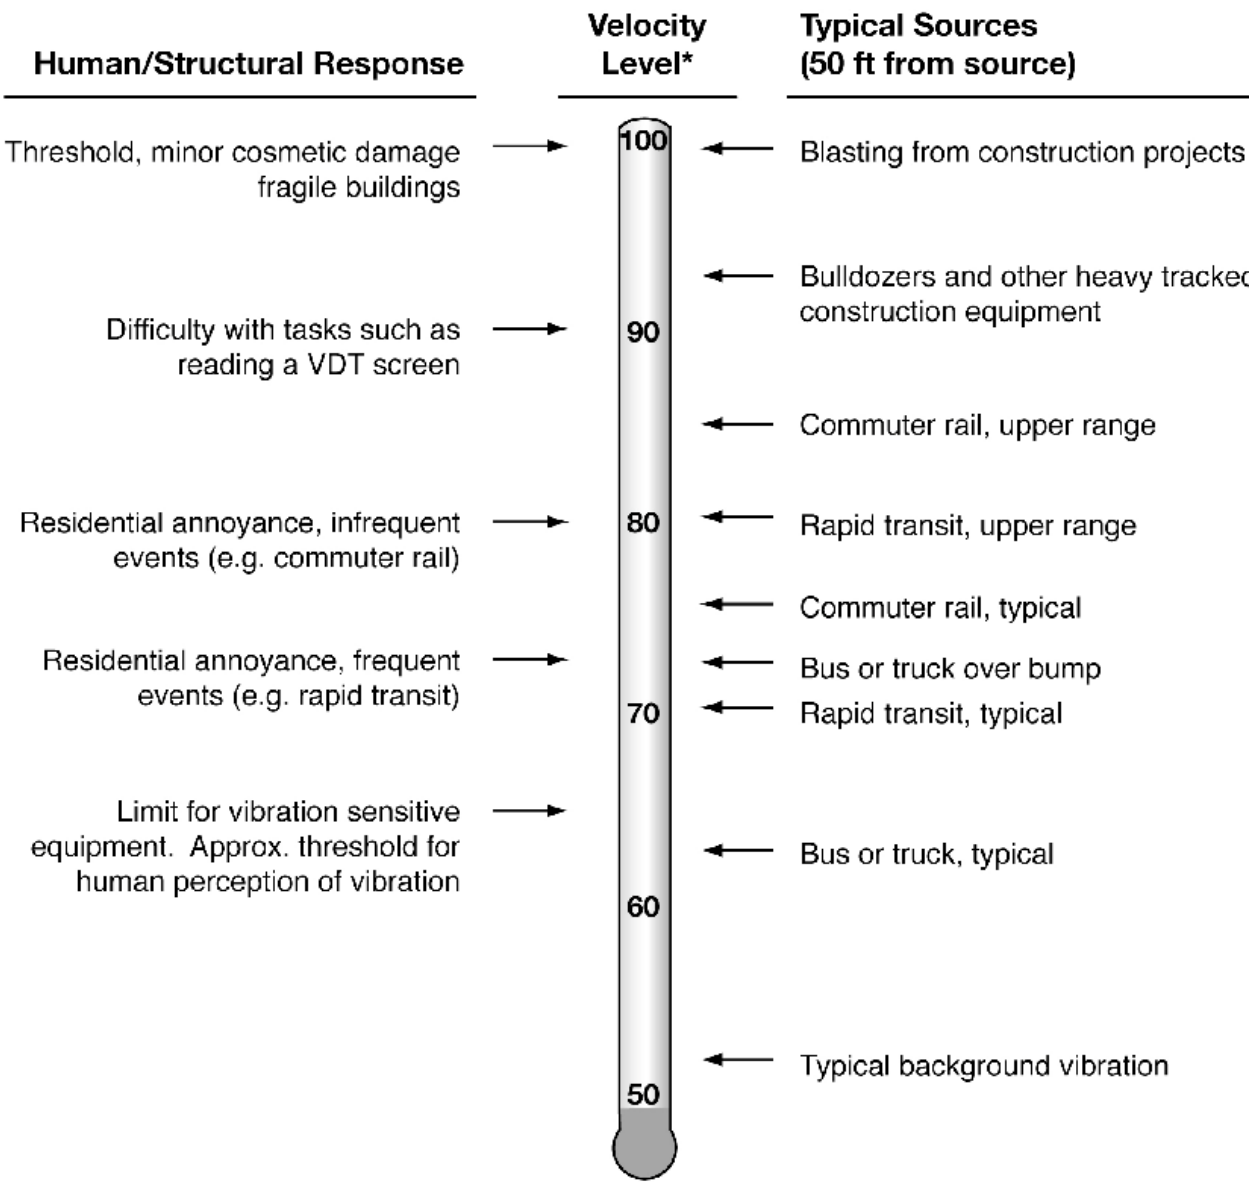 Human/Structural Response
Velocity
Level*
Typical Sources
(50 ft from source)
Threshold, minor cosmetic damage
fragile buildings
Difficulty with tasks such as
reading a VDT screen
Residential annoyance, infrequent
events (e.g. commuter rail)
Residential annoyance, frequent
events (e.g. rapid transit)
Limit for vibration sensitive
equipment. Approx. threshold for
human perception of vibration
100
90
80
70
60
50
Blasting from construction projects
Bulldozers and other heavy tracked
construction equipment
Commuter rail, upper range
Rapid transit, upper range
Commuter rail, typical
Bus or truck over bump
Rapid transit, typical
Bus or truck, typical
Typical background vibration